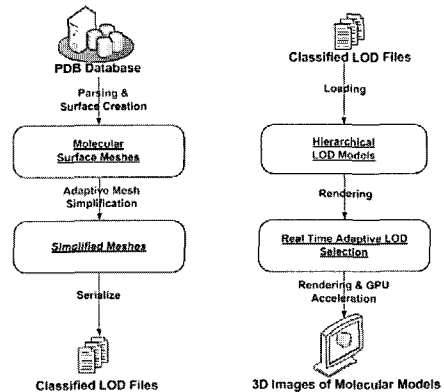 PDB Database
Parsing &
Surface Creation
Molecular
Surface Meshes
Adaptive Mesh
Simplification
Simplified Meshes
Serialize
Classified LOD Files
Classified LOD Files
Loading
Hierarchical
LOD Models
Rendering
Real Time Adaptive LOD
Selection
Rendering & GPU
Acceleration
3D Images of Molecular Models